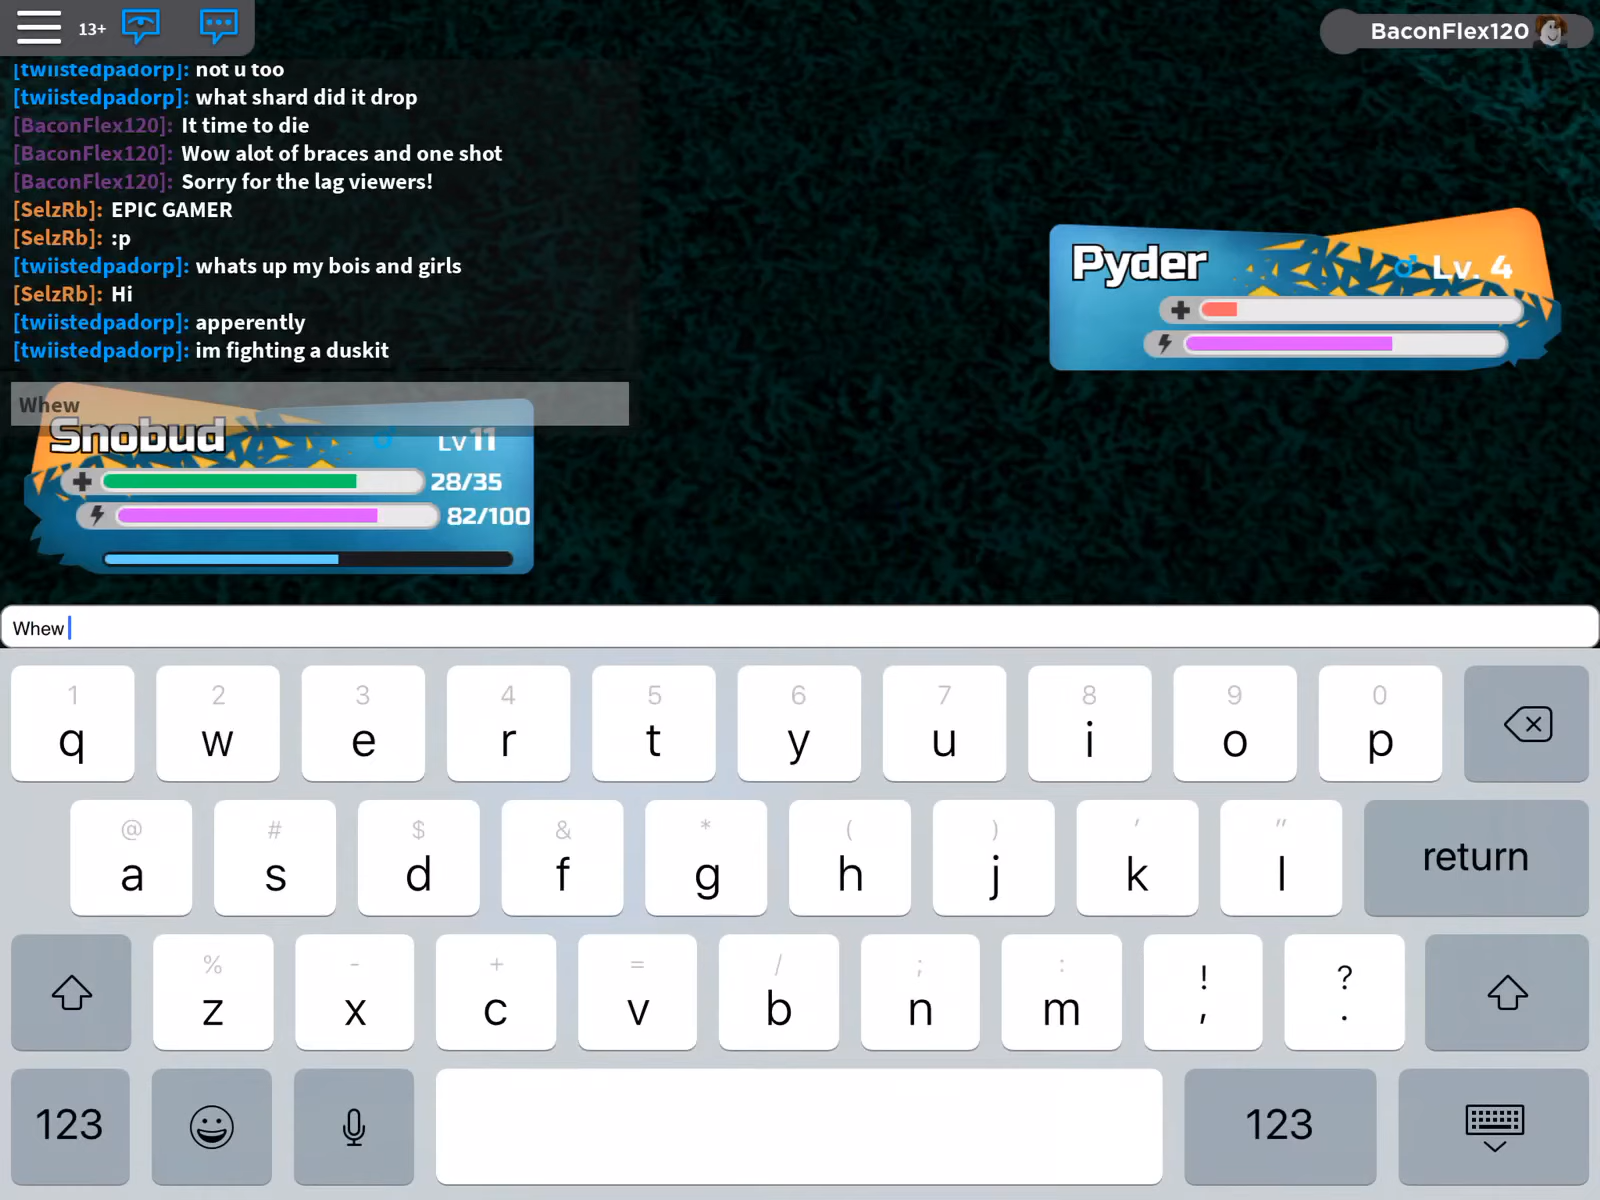 13+
BaconFlex120
[twiistedpadorp]: not u too
[twiistedpadorp]: what shard did it drop
[BaconFlex120]: It time to die
[BaconFlex120]: Wow alot of braces and one shot
[BaconFlex120]: Sorry for the lag viewers!
[SelzRb]: EPIC GAMER
[SelzRb]: :p
[twiistedpadorp]: whats up my bois and girls
[SelzRb]: Hi
[twiistedpadorp]: apperently
[twiistedpadorp]: im fighting a duskit
Pyder ♂ Lv. 4
Whew
Snobud ♂ Lv 11
28/35
82/100
Whew
1 2 3 4 5 6 7 8 9 0
q w e r t y u i o p
@ # $ & * ( ) ' "
a s d f g h j k l return
% - + = / ; : ! ?
z x c v b n m , .
123 123